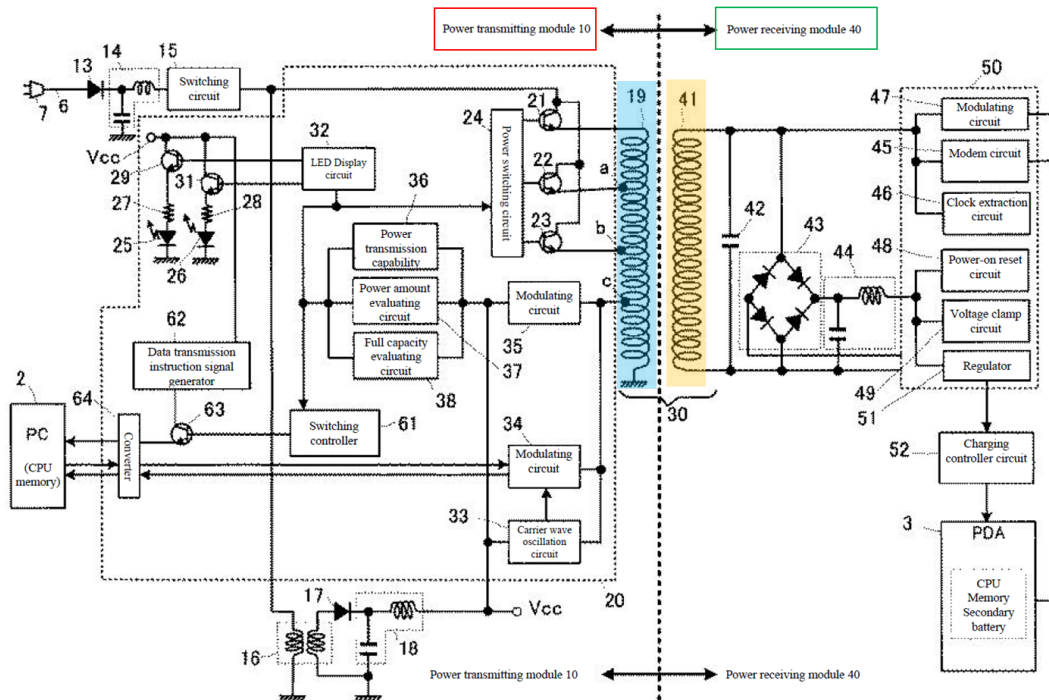 Power transmitting module 10
Power receiving module 40
14
15
13
Switching
circuit
7
6
50
47
Modulating
circuit
21
19
41
24
32
Vcc
LED Display
circuit
Power switching circuit
45
Modem circuit
29
31
22
a
36
46
Clock extraction
circuit
27
28
23
b
42
43
25
26
Power
transmission
capability
48
Power-on reset
circuit
44
c
Power amount
evaluating
circuit
Modulating
circuit
35
Voltage clamp
circuit
62
Full capacity
evaluating
circuit
37
49
Data transmission
instruction signal
generator
38
Regulator
51
30
2
64
63
Switching
controller
61
34
52
Charging
controller circuit
PC
(CPU
memory)
Converter
Modulating
circuit
33
Carrier wave
oscillation
circuit
3
PDA
CPU
Memory
Secondary
battery
17
Vcc
20
16
18
Power transmitting module 10
Power receiving module 40